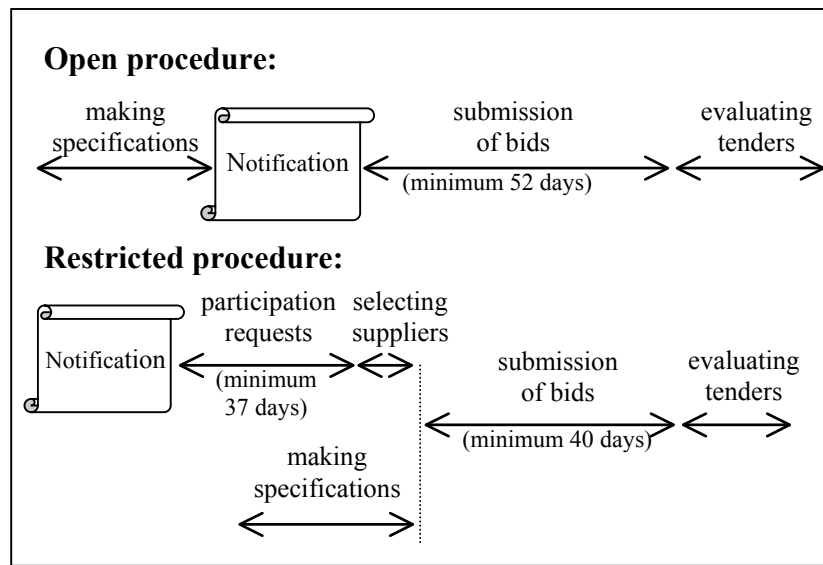 Open procedure:
making
specifications
Notification
submission
of bids
(minimum 52 days)
evaluating
tenders
Restricted procedure:
Notification
participation
requests
(minimum
37 days)
selecting
suppliers
submission
of bids
(minimum 40 days)
evaluating
tenders
making
specifications